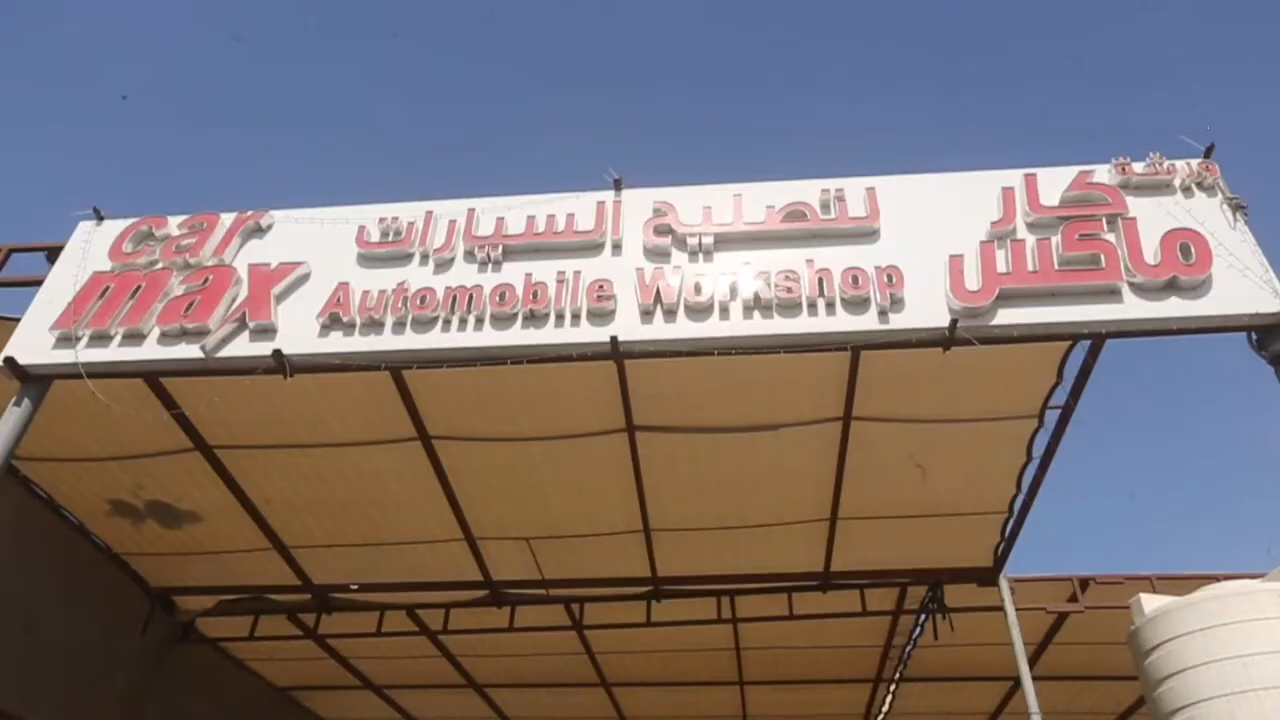 ورشة
كار
ماكس
لتصليح السيارات
Automobile Workshop
car
max